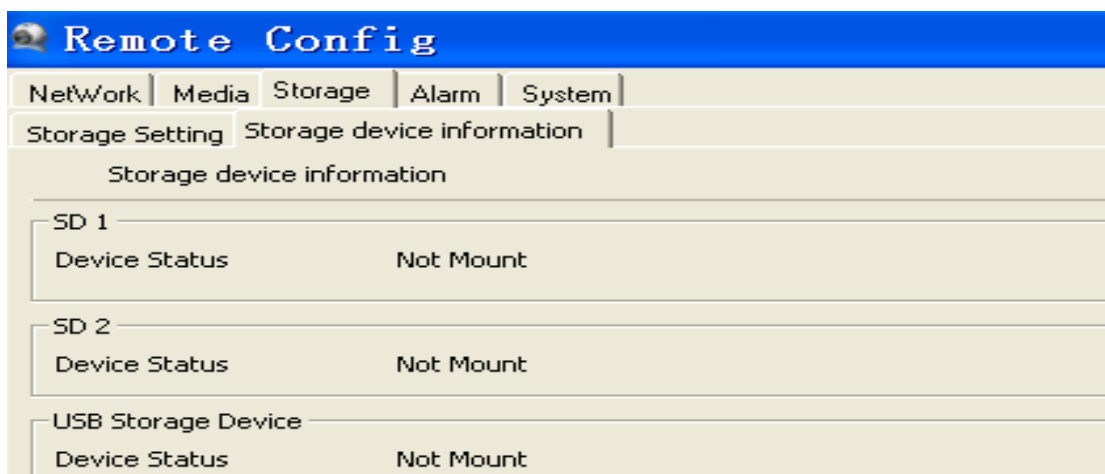 Remote Config
NetWork Media Storage Alarm System
Storage Setting Storage device information
Storage device information
SD 1
Device Status Not Mount
SD 2
Device Status Not Mount
USB Storage Device
Device Status Not Mount